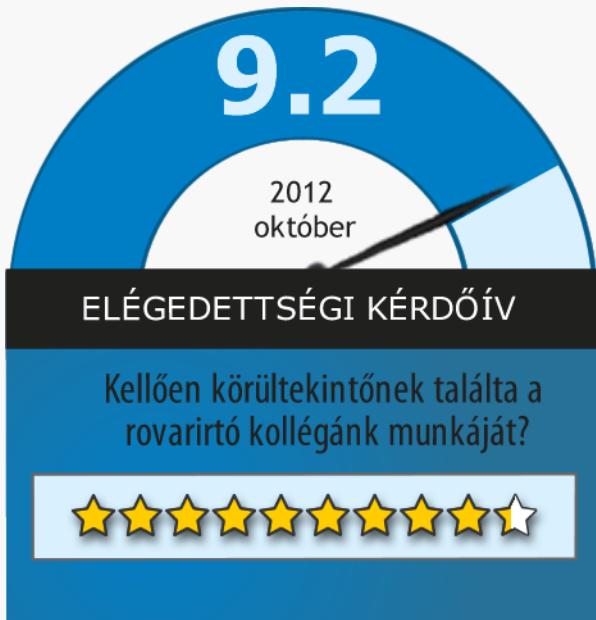 9.2
2012
október
ELÉGEDETTSÉGI KÉRDŐÍV
Kellően körültekintőnek találta a
rovarirtó kollégánk munkáját?